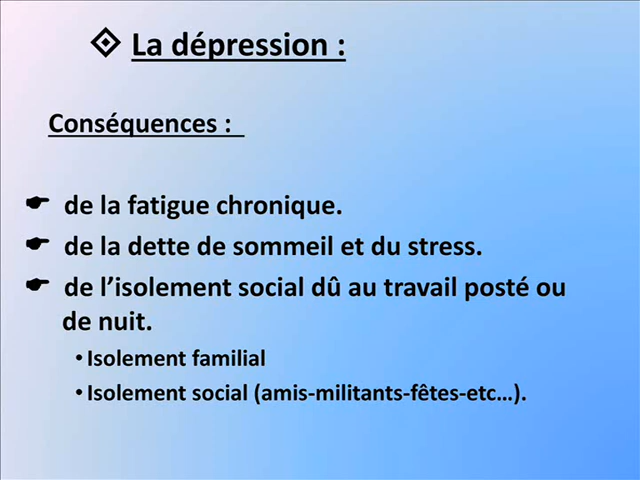 La dépression :
Conséquences :
de la fatigue chronique.
de la dette de sommeil et du stress.
de l’isolement social dû au travail posté ou
de nuit.
• Isolement familial
• Isolement social (amis-militants-fêtes-etc…).